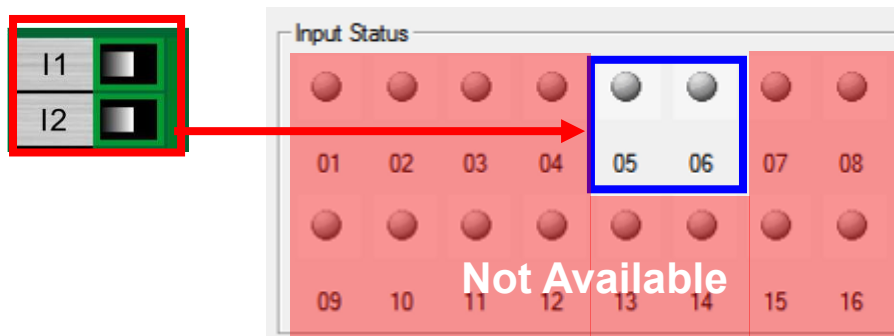 I1
I2
Input Status
01 02 03 04 05 06 07 08
Not Available
09 10 11 12 13 14 15 16